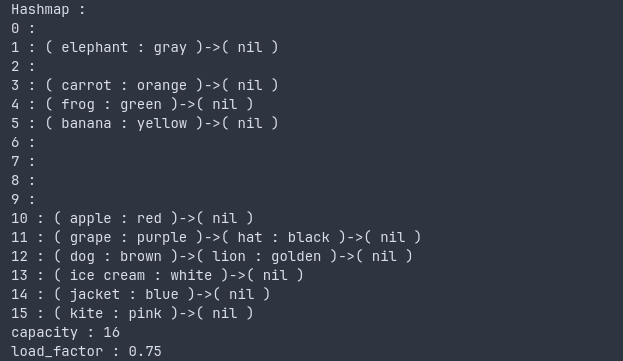 Hashmap :
0 :
1 : ( elephant : gray )->( nil )
2 :
3 : ( carrot : orange )->( nil )
4 : ( frog : green )->( nil )
5 : ( banana : yellow )->( nil )
6 :
7 :
8 :
9 :
10 : ( apple : red )->( nil )
11 : ( grape : purple )->( hat : black )->( nil )
12 : ( dog : brown )->( lion : golden )->( nil )
13 : ( ice cream : white )->( nil )
14 : ( jacket : blue )->( nil )
15 : ( kite : pink )->( nil )
capacity : 16
load_factor : 0.75